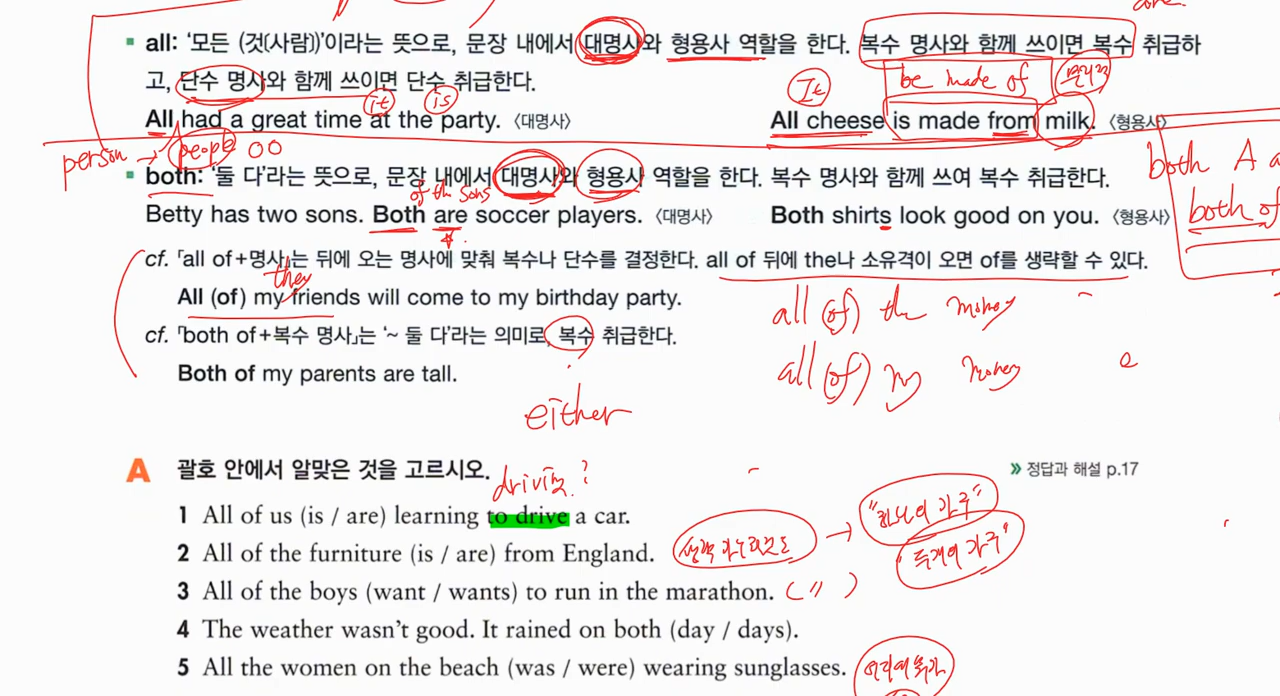 all: ‘모든 (것(사람))’이라는 뜻으로, 문장 내에서 대명사와 형용사 역할을 한다. 복수 명사와 함께 쓰이면 복수 취급하
고, 단수 명사와 함께 쓰이면 단수 취급한다.
be made of
It
it is
All had a great time at the party. 〈대명사〉
All cheese is made from milk. 〈형용사〉
person → people
both A
both of
both: ‘둘 다’라는 뜻으로, 문장 내에서 대명사와 형용사 역할을 한다. 복수 명사와 함께 쓰여 복수 취급한다.
of the sons
Betty has two sons. Both are soccer players. 〈대명사〉
Both shirts look good on you. 〈형용사〉
cf. 「all of+명사」는 뒤에 오는 명사에 맞춰 복수나 단수를 결정한다. all of 뒤에 the나 소유격이 오면 of를 생략할 수 있다.
they
All (of) my friends will come to my birthday party.
all (of) the money
cf. 「both of+복수 명사」는 ‘~ 둘 다’라는 의미로, 복수 취급한다.
Both of my parents are tall.
all (of) my money
either
A 괄호 안에서 알맞은 것을 고르시오.
» 정답과 해설 p.17
driving?
1 All of us (is / are) learning to drive a car.
"하나의 가구"
2 All of the furniture (is / are) from England.
"두개의 가구"
3 All of the boys (want / wants) to run in the marathon. ( 〃 )
4 The weather wasn’t good. It rained on both (day / days).
5 All the women on the beach (was / were) wearing sunglasses.